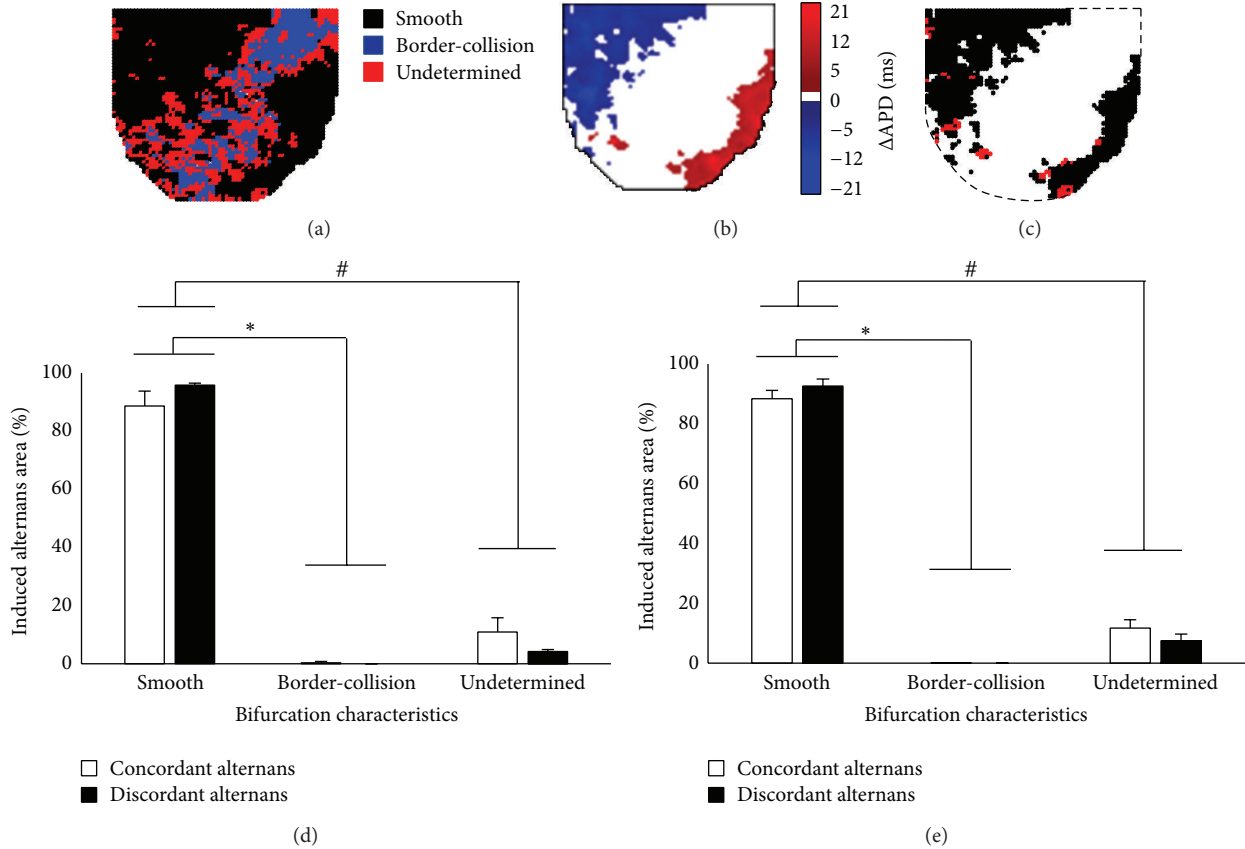 Smooth
Border-collision
Undetermined
(a)
21
12
5
0
−5
−12
−21
ΔAPD (ms)
(b)
(c)
#
*
100
80
60
40
20
0
Induced alternans area (%)
Smooth
Border-collision
Undetermined
Bifurcation characteristics
Concordant alternans
Discordant alternans
(d)
#
*
100
80
60
40
20
0
Induced alternans area (%)
Smooth
Border-collision
Undetermined
Bifurcation characteristics
Concordant alternans
Discordant alternans
(e)